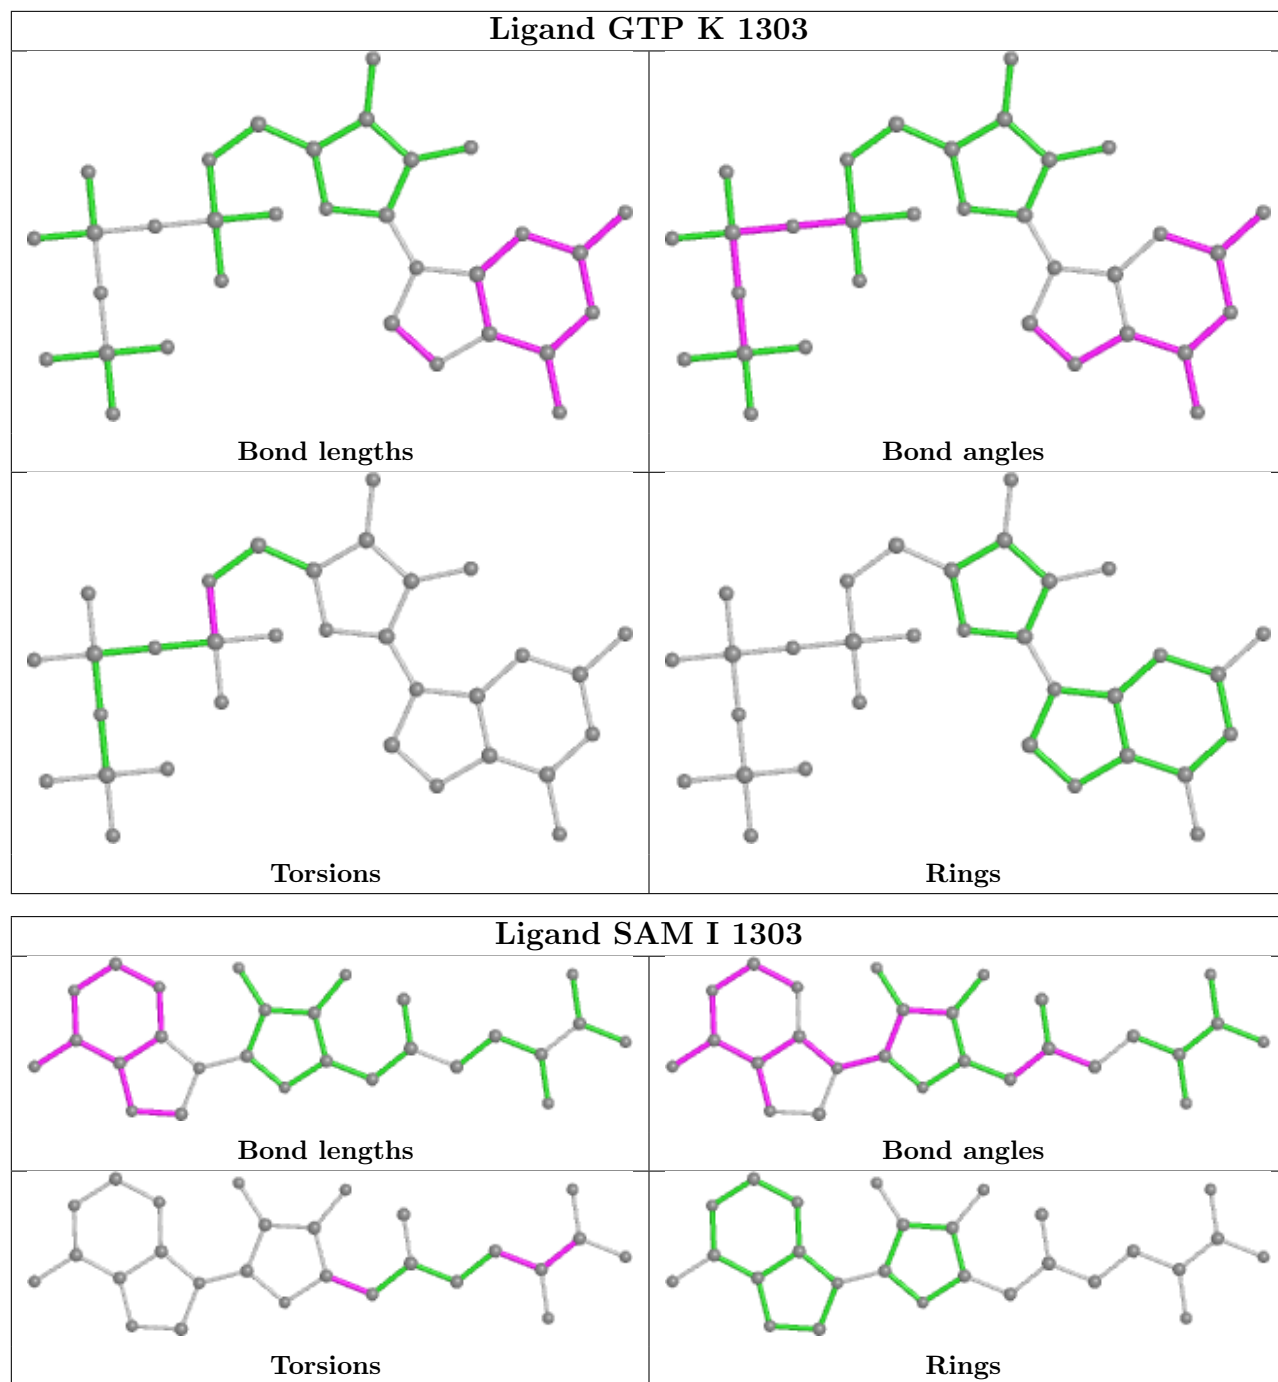 Ligand GTP K 1303
Bond lengths
Bond angles
Torsions
Rings
Ligand SAM I 1303
Bond lengths
Bond angles
Torsions
Rings